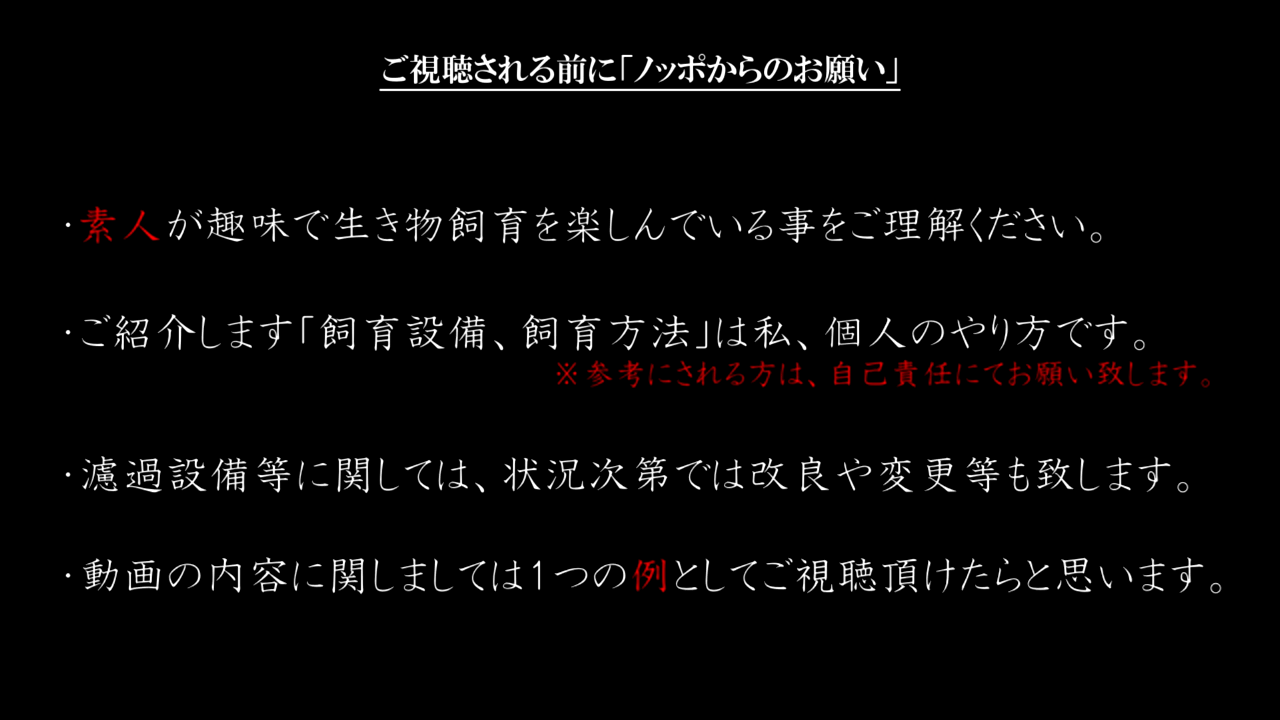 ご視聴される前に「ノッポからのお願い」
・素人が趣味で生き物飼育を楽しんでいる事をご理解ください。
・ご紹介します「飼育設備、飼育方法」は私、個人のやり方です。
※参考にされる方は、自己責任にてお願い致します。
・濾過設備等に関しては、状況次第では改良や変更等も致します。
・動画の内容に関しましては1つの例としてご視聴頂けたらと思います。